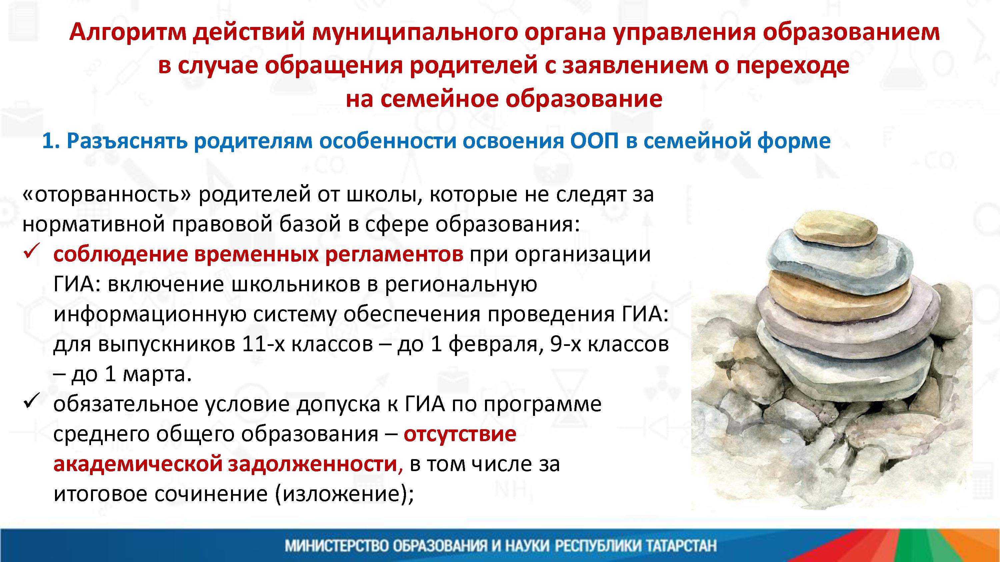 Алгоритм действий муниципального органа управления образованием
в случае обращения родителей с заявлением о переходе
на семейное образование
1. Разъяснять родителям особенности освоения ООП в семейной форме
«оторванность» родителей от школы, которые не следят за
нормативной правовой базой в сфере образования:
✓ соблюдение временных регламентов при организации
ГИА: включение школьников в региональную
информационную систему обеспечения проведения ГИА:
для выпускников 11-х классов – до 1 февраля, 9-х классов
– до 1 марта.
✓ обязательное условие допуска к ГИА по программе
среднего общего образования – отсутствие
академической задолженности, в том числе за
итоговое сочинение (изложение);
МИНИСТЕРСТВО ОБРАЗОВАНИЯ И НАУКИ РЕСПУБЛИКИ ТАТАРСТАН